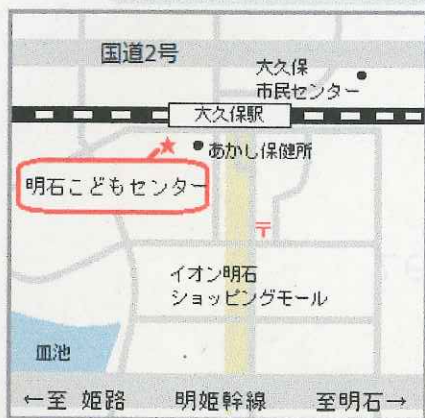 国道2号
大久保
市民センター
大久保駅
あかし保健所
明石こどもセンター
〒
イオン明石
ショッピングモール
皿池
←至 姫路
明姫幹線
至明石→